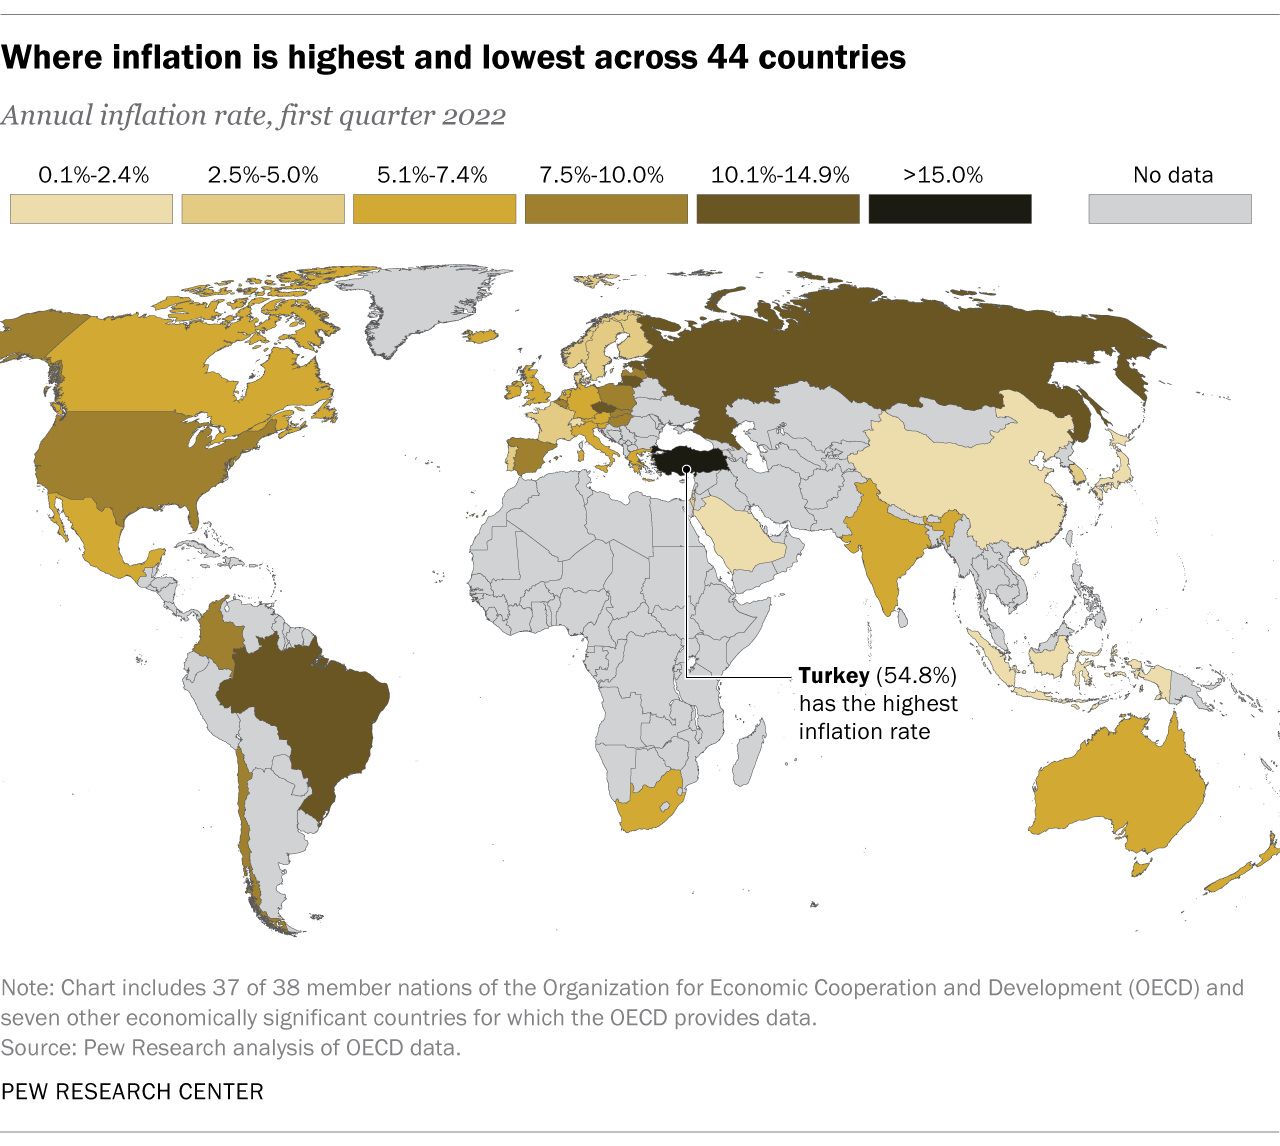 Where inflation is highest and lowest across 44 countries
Annual inflation rate, first quarter 2022
0.1%-2.4% 2.5%-5.0% 5.1%-7.4% 7.5%-10.0% 10.1%-14.9% >15.0% No data
Turkey (54.8%)
has the highest
inflation rate
Note: Chart includes 37 of 38 member nations of the Organization for Economic Cooperation and Development (OECD) and
seven other economically significant countries for which the OECD provides data.
Source: Pew Research analysis of OECD data.
PEW RESEARCH CENTER